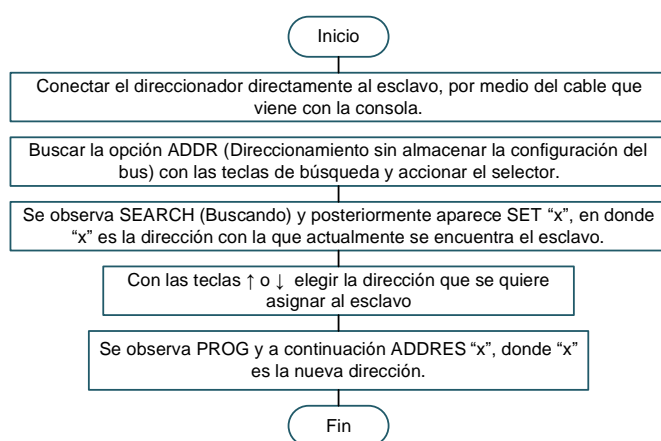 Inicio
Conectar el direccionador directamente al esclavo, por medio del cable que
viene con la consola.
Buscar la opción ADDR (Direccionamiento sin almacenar la configuración del
bus) con las teclas de búsqueda y accionar el selector.
Se observa SEARCH (Buscando) y posteriormente aparece SET “x”, en donde
“x” es la dirección con la que actualmente se encuentra el esclavo.
Con las teclas ↑ o ↓ elegir la dirección que se quiere
asignar al esclavo
Se observa PROG y a continuación ADDRES “x”, donde “x”
es la nueva dirección.
Fin